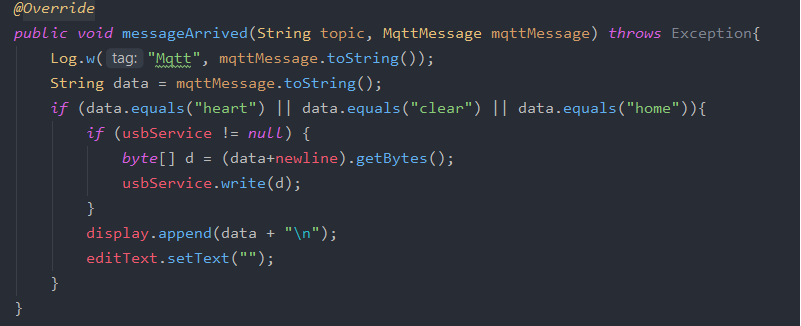 @Override
public void messageArrived(String topic, MqttMessage mqttMessage) throws Exception{
Log.w( tag: "Mqtt", mqttMessage.toString());
String data = mqttMessage.toString();
if (data.equals("heart") || data.equals("clear") || data.equals("home")){
if (usbService != null) {
byte[] d = (data+newline).getBytes();
usbService.write(d);
}
display.append(data + "\n");
editText.setText("");
}
}